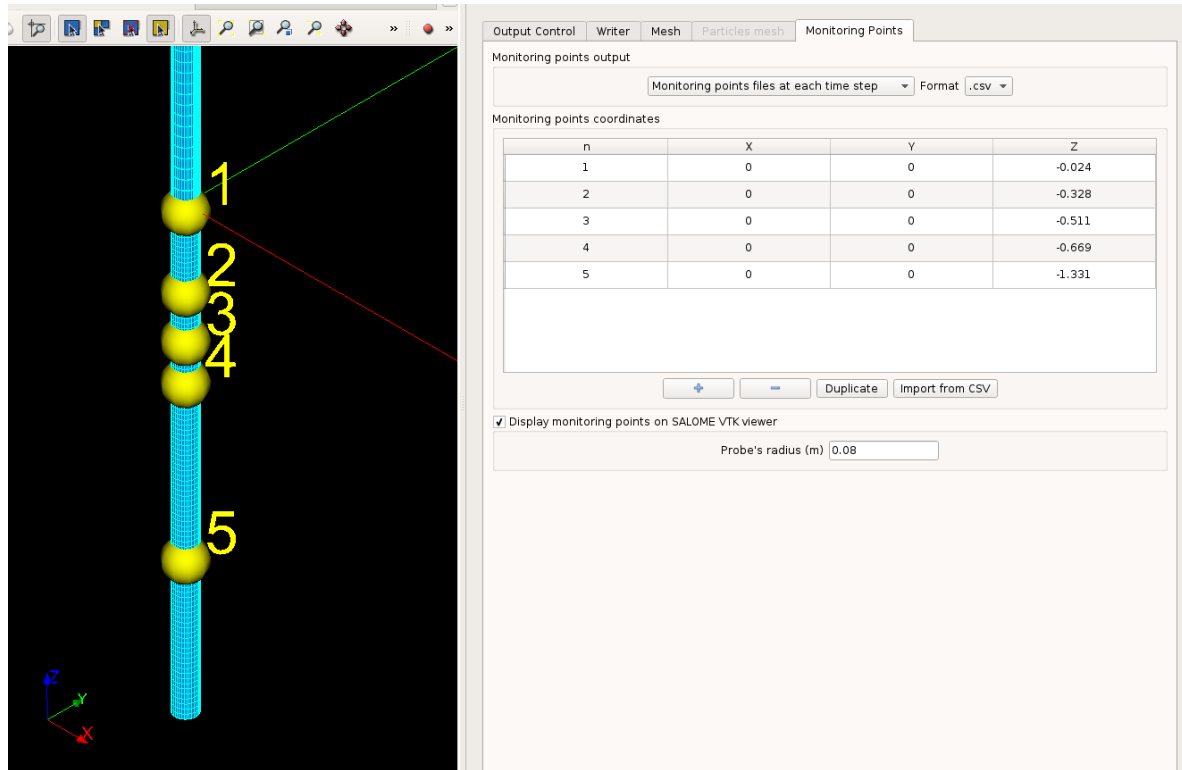 » »
1
2
3
4
5
Z
Y
X
Output Control Writer Mesh Particles mesh Monitoring Points
Monitoring points output
Monitoring points files at each time step Format .csv
Monitoring points coordinates
n X Y Z
1 0 0 -0.024
2 0 0 -0.328
3 0 0 -0.511
4 0 0 -0.669
5 0 0 -1.331
+ − Duplicate Import from CSV
Display monitoring points on SALOME VTK viewer
Probe's radius (m) 0.08